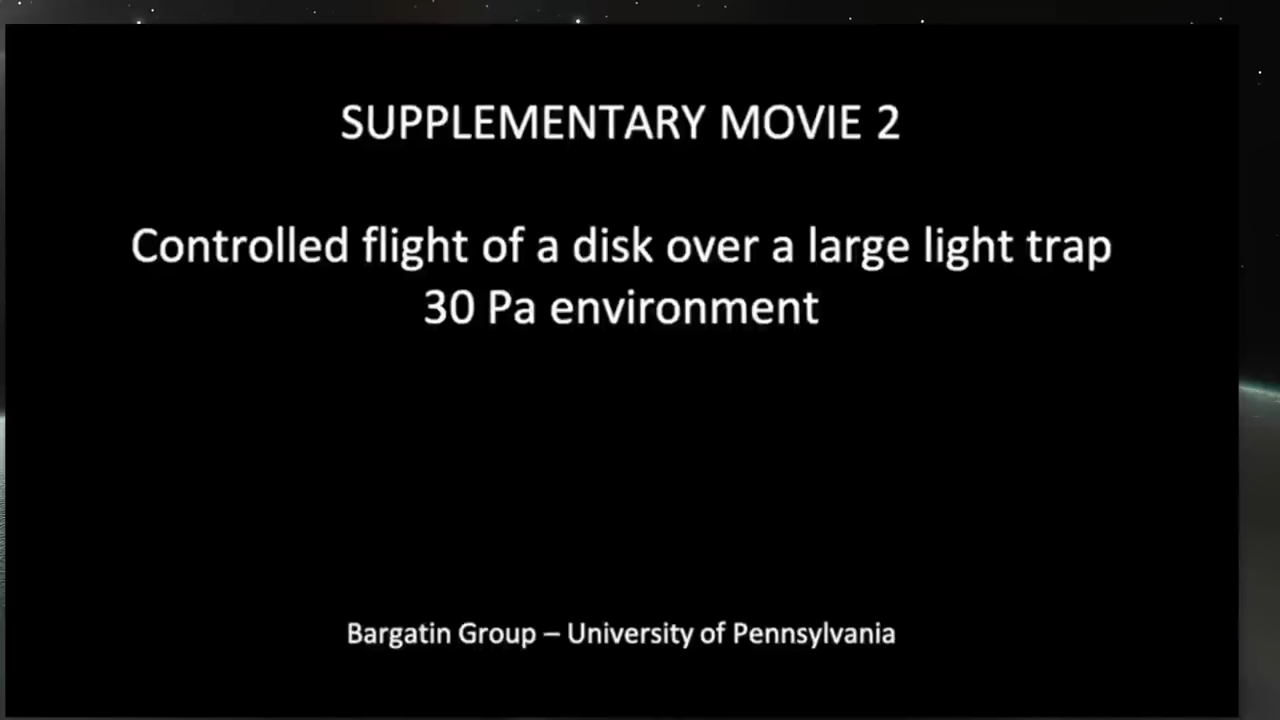 SUPPLEMENTARY MOVIE 2
Controlled flight of a disk over a large light trap
30 Pa environment
Bargatin Group – University of Pennsylvania